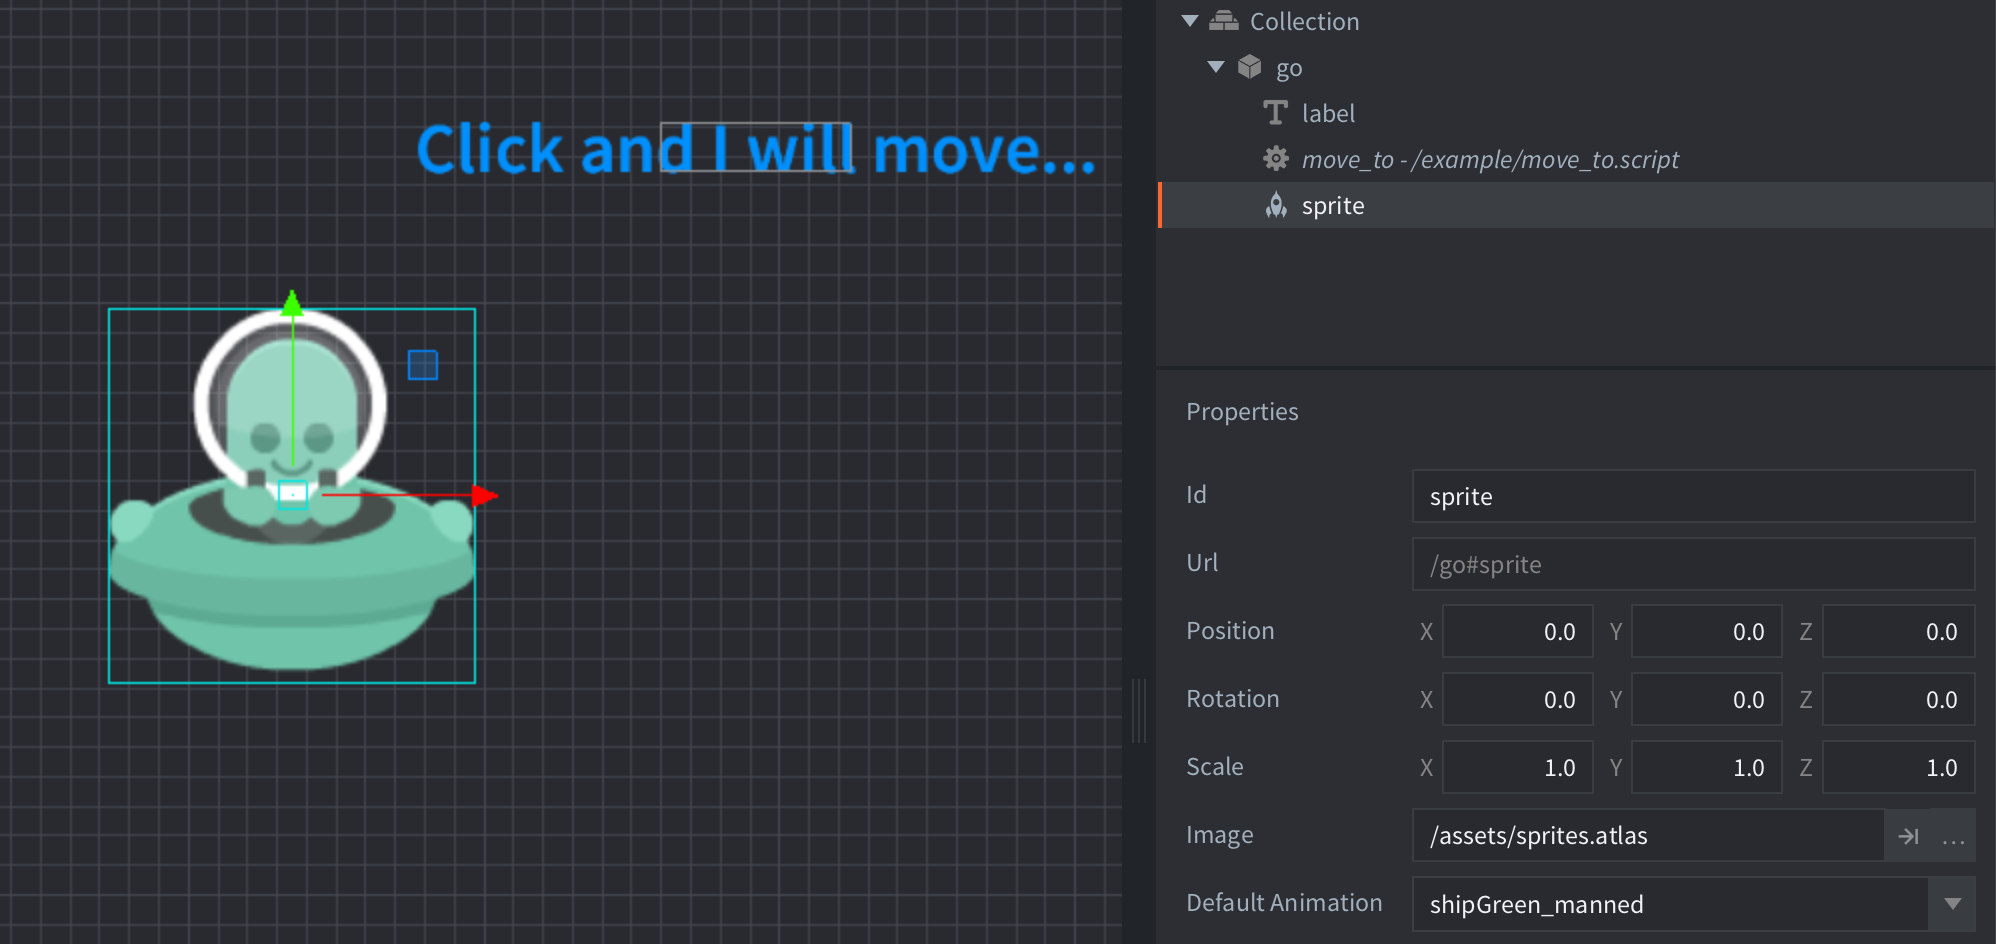 Click and I will move...
Collection
go
label
move_to - /example/move_to.script
sprite
Properties
Id sprite
Url /go#sprite
Position X 0.0 Y 0.0 Z 0.0
Rotation X 0.0 Y 0.0 Z 0.0
Scale X 1.0 Y 1.0 Z 1.0
Image /assets/sprites.atlas ...
Default Animation shipGreen_manned